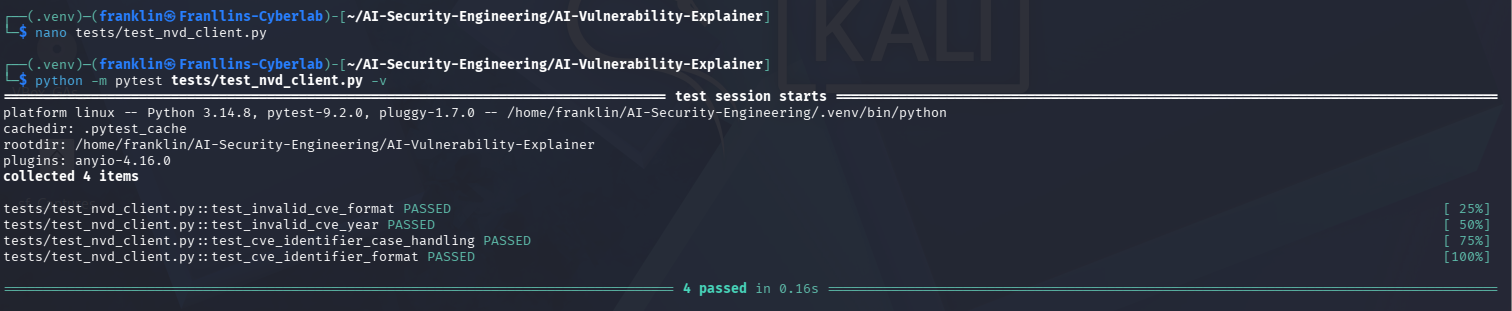 ┌──(.venv)─(franklin㉿Franllins-Cyberlab)-[~/AI-Security-Engineering/AI-Vulnerability-Explainer]
└─$ nano tests/test_nvd_client.py
┌──(.venv)─(franklin㉿Franllins-Cyberlab)-[~/AI-Security-Engineering/AI-Vulnerability-Explainer]
└─$ python -m pytest tests/test_nvd_client.py -v
test session starts
platform linux -- Python 3.14.8, pytest-9.2.0, pluggy-1.7.0 -- /home/franklin/AI-Security-Engineering/.venv/bin/python
cachedir: .pytest_cache
rootdir: /home/franklin/AI-Security-Engineering/AI-Vulnerability-Explainer
plugins: anyio-4.16.0
collected 4 items
tests/test_nvd_client.py::test_invalid_cve_format PASSED [ 25%]
tests/test_nvd_client.py::test_invalid_cve_year PASSED [ 50%]
tests/test_nvd_client.py::test_cve_identifier_case_handling PASSED [ 75%]
tests/test_nvd_client.py::test_cve_identifier_format PASSED [100%]
4 passed in 0.16s
KALI